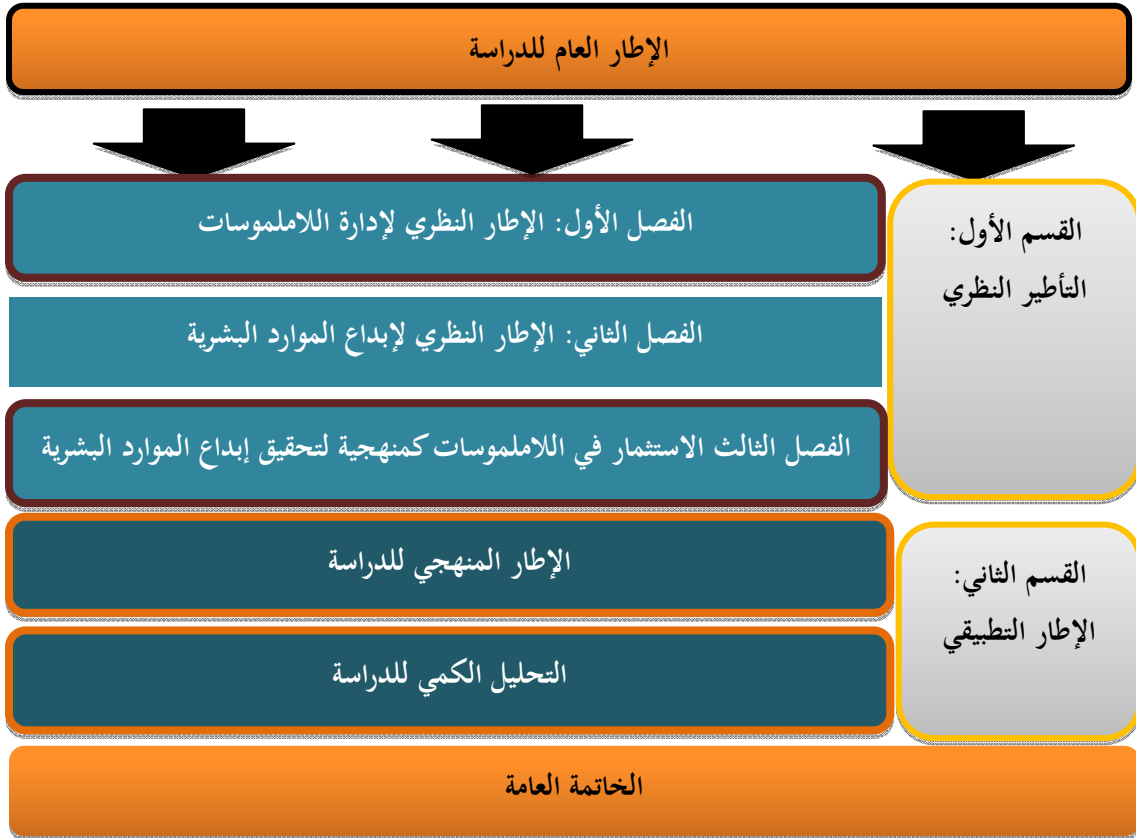 الإطار العام للدراسة
القسم الأول:
التأطير النظري
الفصل الأول: الإطار النظري لإدارة اللاملموسات
الفصل الثاني: الإطار النظري لإبداع الموارد البشرية
الفصل الثالث الاستثمار في اللاملموسات كمنهجية لتحقيق إبداع الموارد البشرية
القسم الثاني:
الإطار التطبيقي
الإطار المنهجي للدراسة
التحليل الكمي للدراسة
الخاتمة العامة